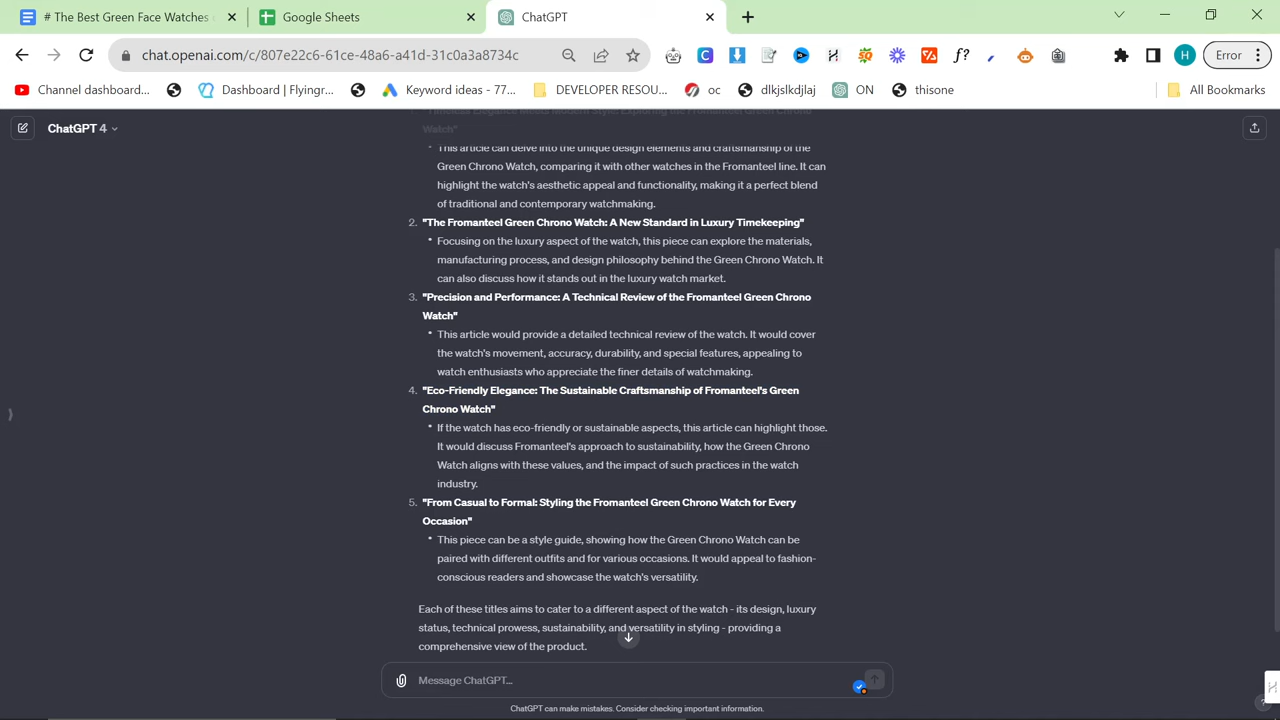 # The Best Green Face Watches
Google Sheets
ChatGPT
chat.openai.com/c/807e22c6-61ce-48a6-a41d-31c0a3a8734c
H
Error
Channel dashboard...
Dashboard | Flyingr...
Keyword ideas - 77...
DEVELOPER RESOU...
oc
dlkjslkdjlaj
ON
thisone
All Bookmarks
ChatGPT 4
"Timeless Elegance Meets Modern Style: Exploring the Fromanteel Green Chrono
Watch"
This article can delve into the unique design elements and craftsmanship of the
Green Chrono Watch, comparing it with other watches in the Fromanteel line. It can
highlight the watch's aesthetic appeal and functionality, making it a perfect blend
of traditional and contemporary watchmaking.
2. "The Fromanteel Green Chrono Watch: A New Standard in Luxury Timekeeping"
• Focusing on the luxury aspect of the watch, this piece can explore the materials,
manufacturing process, and design philosophy behind the Green Chrono Watch. It
can also discuss how it stands out in the luxury watch market.
3. "Precision and Performance: A Technical Review of the Fromanteel Green Chrono
Watch"
• This article would provide a detailed technical review of the watch. It would cover
the watch's movement, accuracy, durability, and special features, appealing to
watch enthusiasts who appreciate the finer details of watchmaking.
4. "Eco-Friendly Elegance: The Sustainable Craftsmanship of Fromanteel's Green
Chrono Watch"
• If the watch has eco-friendly or sustainable aspects, this article can highlight those.
It would discuss Fromanteel's approach to sustainability, how the Green Chrono
Watch aligns with these values, and the impact of such practices in the watch
industry.
5. "From Casual to Formal: Styling the Fromanteel Green Chrono Watch for Every
Occasion"
• This piece can be a style guide, showing how the Green Chrono Watch can be
paired with different outfits and for various occasions. It would appeal to fashion-
conscious readers and showcase the watch's versatility.
Each of these titles aims to cater to a different aspect of the watch - its design, luxury
status, technical prowess, sustainability, and versatility in styling - providing a
comprehensive view of the product.
Message ChatGPT...
ChatGPT can make mistakes. Consider checking important information.